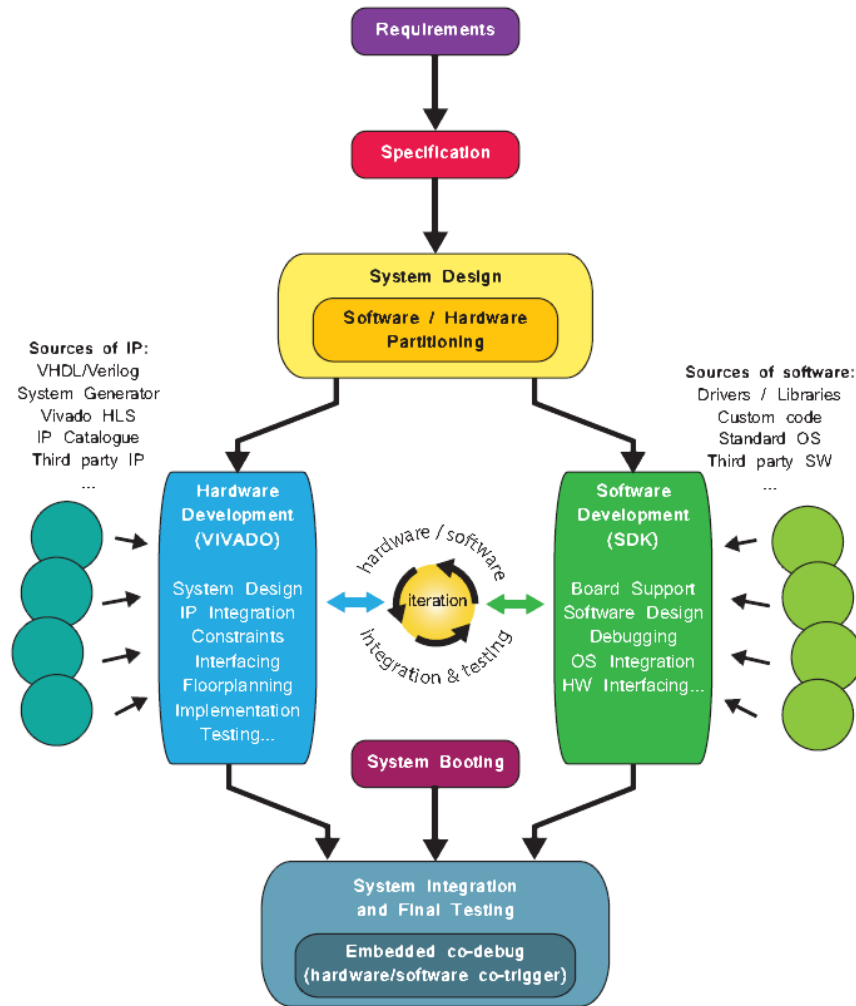 Requirements
Specification
System Design
Software / Hardware
Partitioning
Sources of IP:
VHDL/Verilog
System Generator
Vivado HLS
IP Catalogue
Third party IP
...
Sources of software:
Drivers / Libraries
Custom code
Standard OS
Third party SW
...
Hardware
Development
(VIVADO)
System Design
IP Integration
Constraints
Interfacing
Floorplanning
Implementation
Testing...
hardware / software
iteration
integration & testing
Software
Development
(SDK)
Board Support
Software Design
Debugging
OS Integration
HW Interfacing...
System Booting
System Integration
and Final Testing
Embedded co-debug
(hardware/software co-trigger)